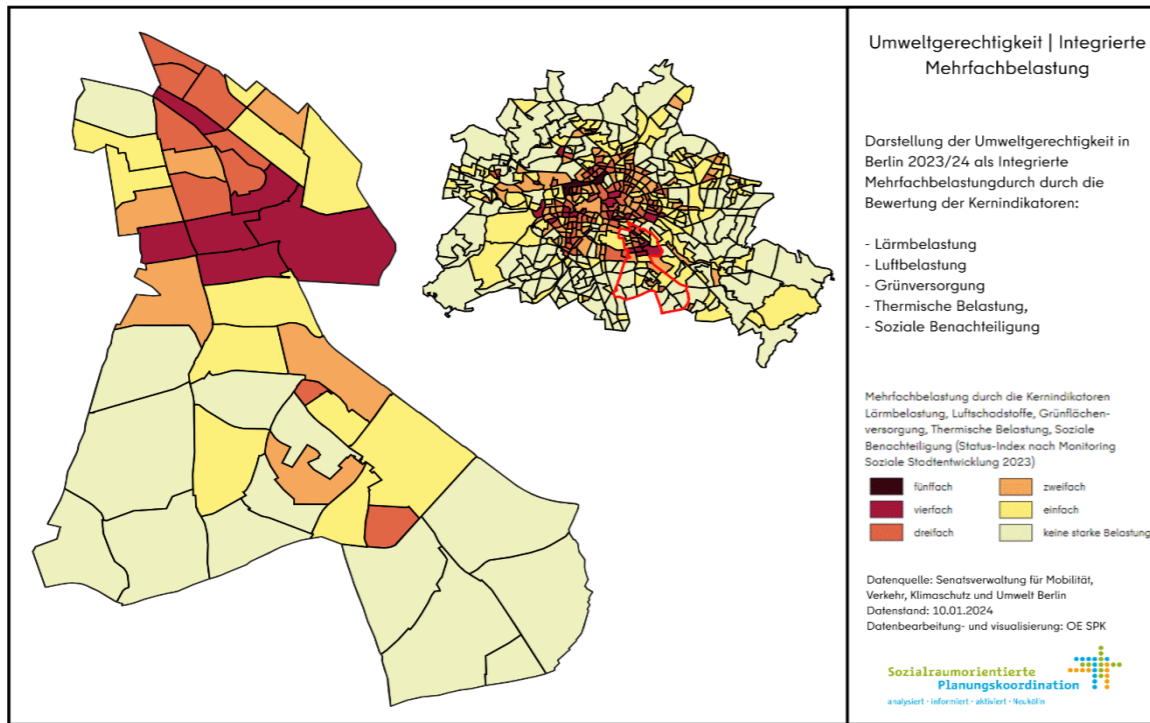 Umweltgerechtigkeit | Integrierte
Mehrfachbelastung
Darstellung der Umweltgerechtigkeit in
Berlin 2023/24 als Integrierte
Mehrfachbelastungdurch durch die
Bewertung der Kernindikatoren:
- Lärmbelastung
- Luftbelastung
- Grünversorgung
- Thermische Belastung,
- Soziale Benachteiligung
Mehrfachbelastung durch die Kernindikatoren
Lärmbelastung, Luftschadstoffe, Grünflächen-
versorgung, Thermische Belastung, Soziale
Benachteiligung (Status-Index nach Monitoring
Soziale Stadtentwicklung 2023)
fünffach
vierfach
dreifach
zweifach
einfach
keine starke Belastung
Datenquelle: Senatsverwaltung für Mobilität,
Verkehr, Klimaschutz und Umwelt Berlin
Datenstand: 10.01.2024
Datenbearbeitung- und visualisierung: OE SPK
Sozialraumorientierte
Planungskoordination
analysiert · informiert · aktiviert · Neukölln